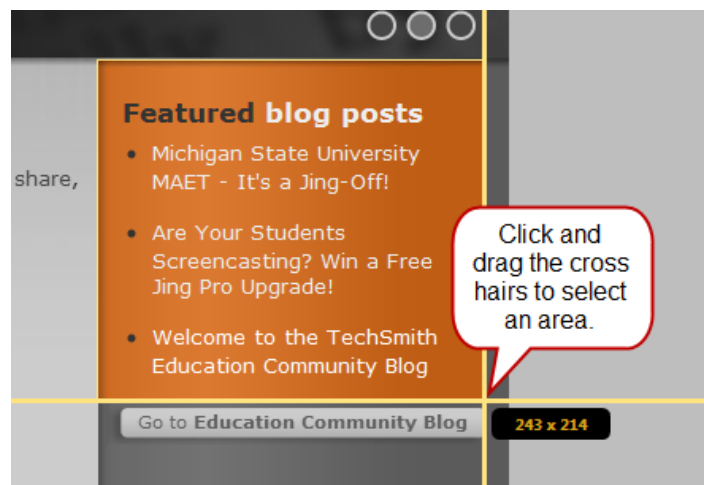 Featured blog posts
• Michigan State University
MAET - It's a Jing-Off!
share,
• Are Your Students
Screencasting? Win a Free
Jing Pro Upgrade!
• Welcome to the TechSmith
Education Community Blog
Click and
drag the cross
hairs to select
an area.
Go to Education Community Blog
243 x 214